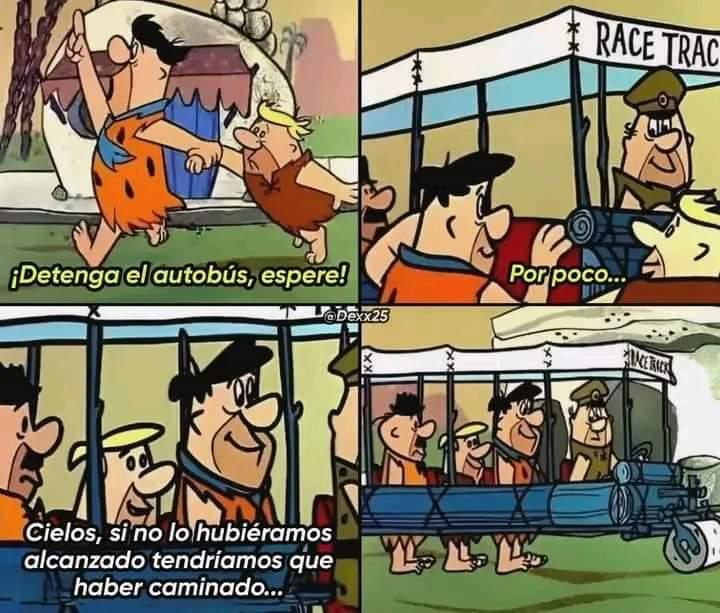 ¡Detenga el autobús, espere!
RACE TRAC
Por poco...
@Dexx25
Cielos, si no lo hubiéramos
alcanzado tendríamos que
haber caminado...
RACE TRACK